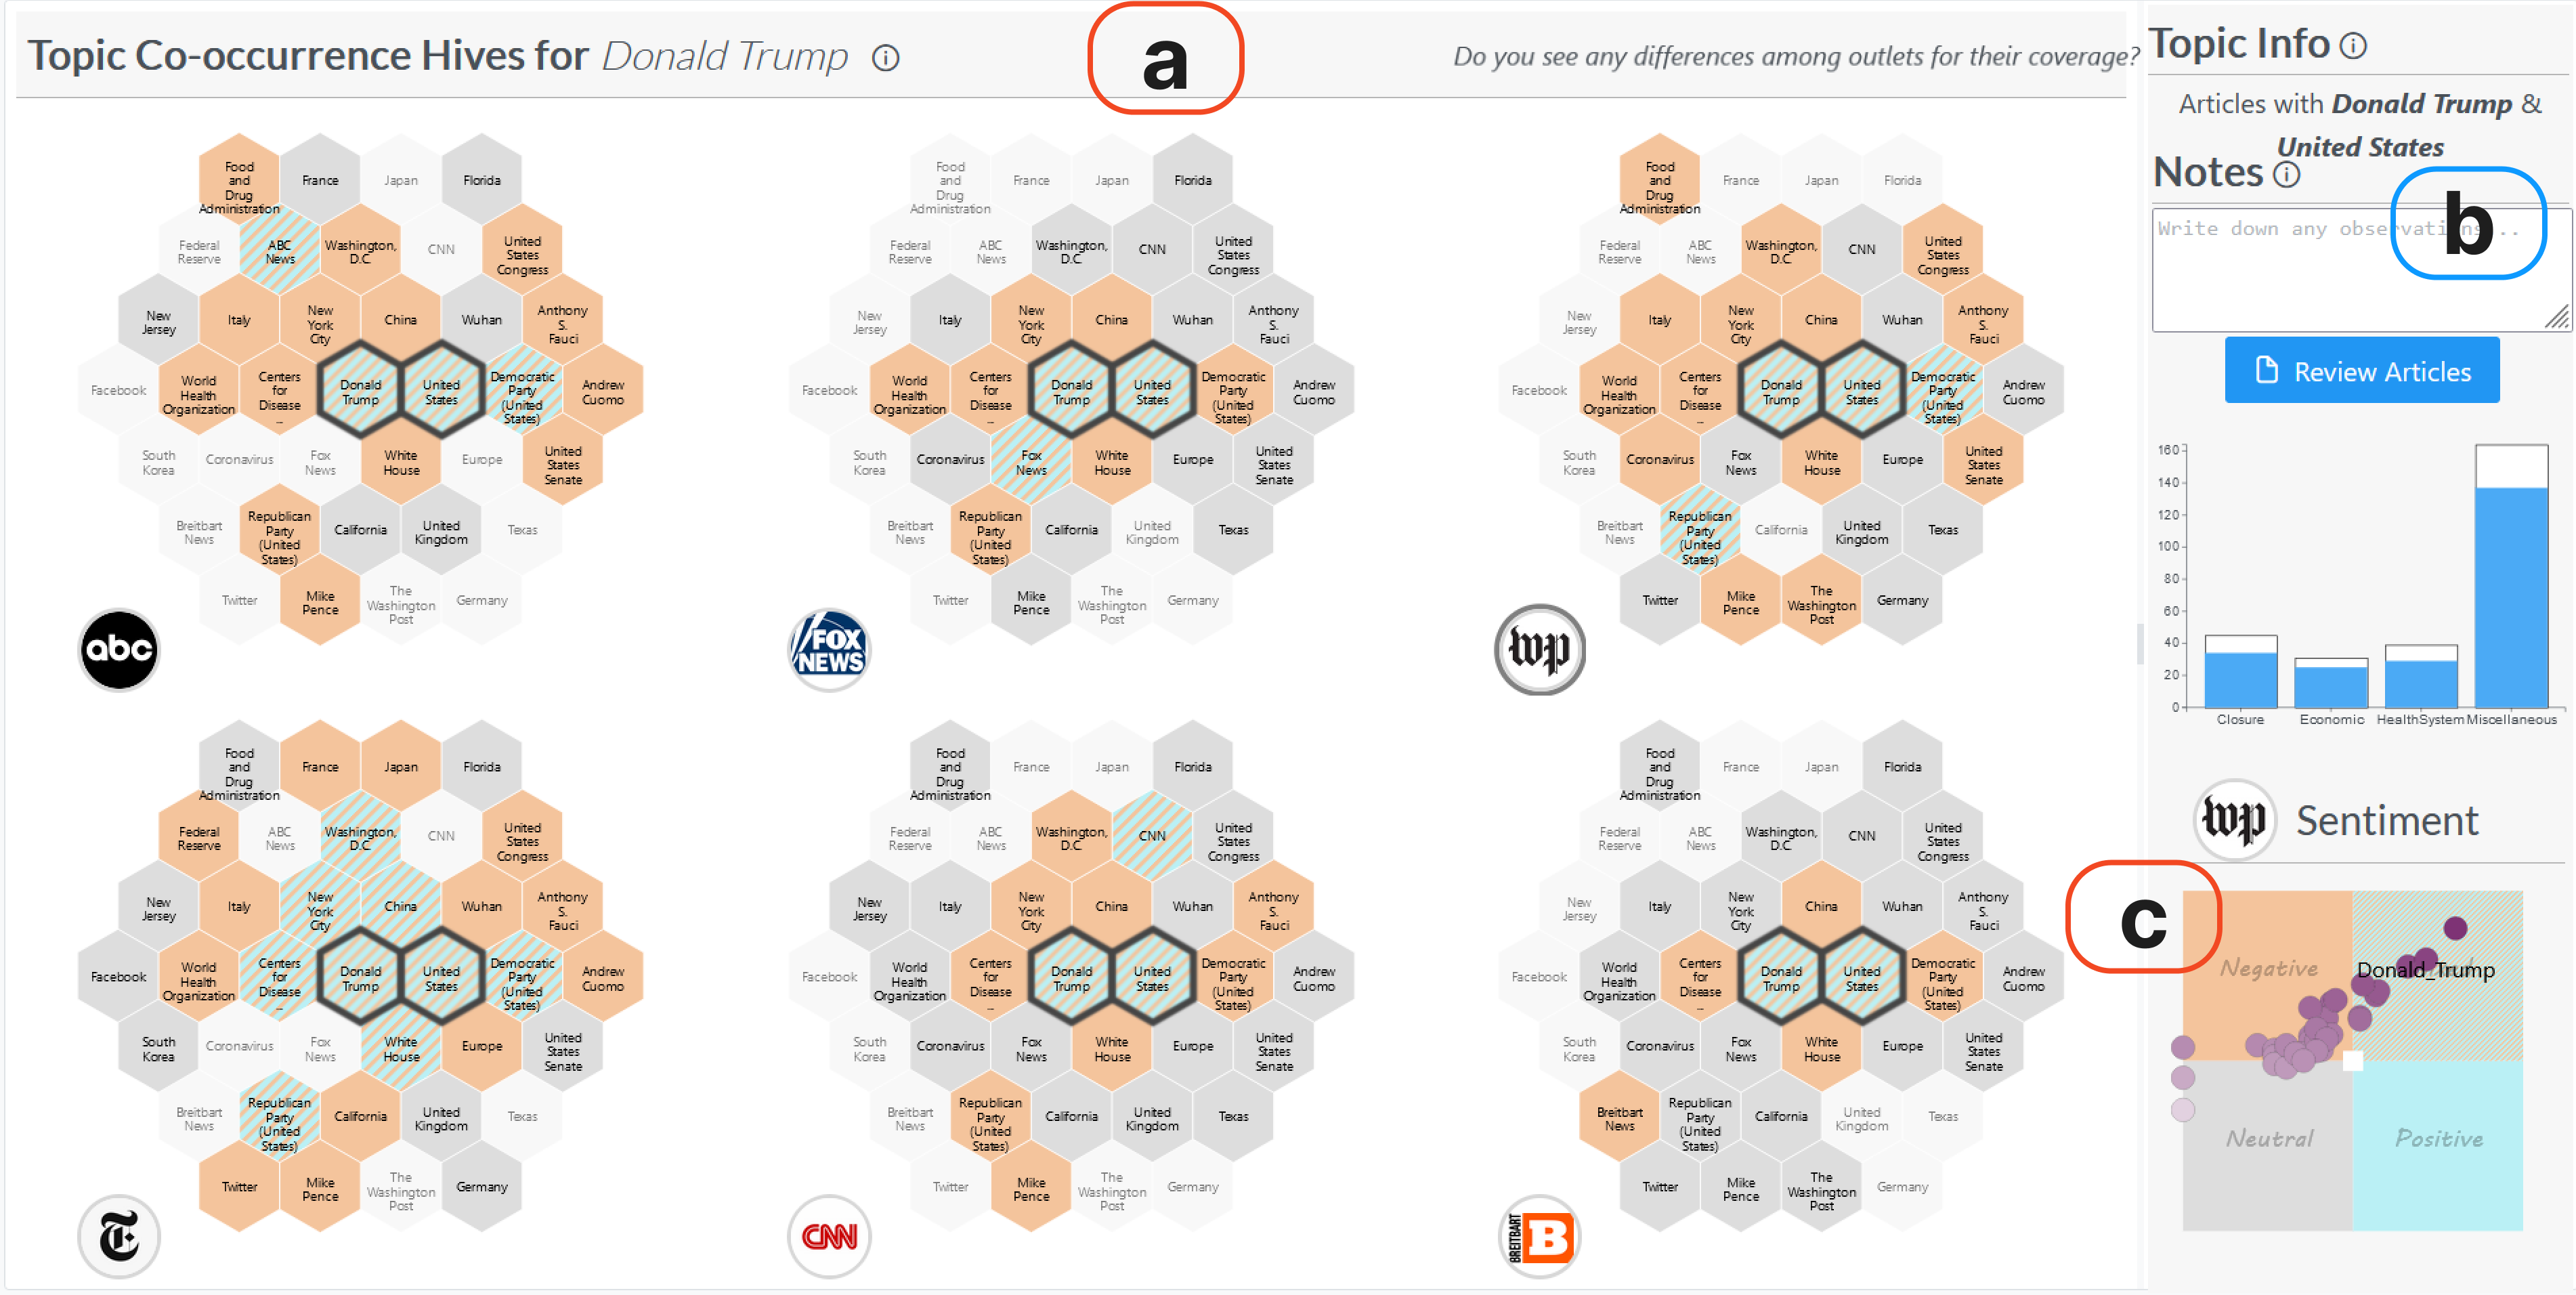 Topic Co-occurrence Hives for Donald Trump
a
Do you see any differences among outlets for their coverage?
Food
and
Drug
Administration
France
Japan
Florida
Federal
Reserve
ABC
News
Washington,
D.C.
CNN
United
States
Congress
New
Jersey
Italy
New
York
City
China
Wuhan
Anthony
S.
Fauci
Facebook
World
Health
Organization
Centers
for
Disease
...
Donald
Trump
United
States
Democratic
Party
(United
States)
Andrew
Cuomo
South
Korea
Coronavirus
Fox
News
White
House
Europe
United
States
Senate
Breitbart
News
Republican
Party
(United
States)
California
United
Kingdom
Texas
Twitter
Mike
Pence
The
Washington
Post
Germany
abc
Food
and
Drug
Administration
France
Japan
Florida
Federal
Reserve
ABC
News
Washington,
D.C.
CNN
United
States
Congress
New
Jersey
Italy
New
York
City
China
Wuhan
Anthony
S.
Fauci
Facebook
World
Health
Organization
Centers
for
Disease
...
Donald
Trump
United
States
Democratic
Party
(United
States)
Andrew
Cuomo
South
Korea
Coronavirus
Fox
News
White
House
Europe
United
States
Senate
Breitbart
News
Republican
Party
(United
States)
California
United
Kingdom
Texas
Twitter
Mike
Pence
The
Washington
Post
Germany
FOX
NEWS
Food
and
Drug
Administration
France
Japan
Florida
Federal
Reserve
ABC
News
Washington,
D.C.
CNN
United
States
Congress
New
Jersey
Italy
New
York
City
China
Wuhan
Anthony
S.
Fauci
Facebook
World
Health
Organization
Centers
for
Disease
...
Donald
Trump
United
States
Democratic
Party
(United
States)
Andrew
Cuomo
South
Korea
Coronavirus
Fox
News
White
House
Europe
United
States
Senate
Breitbart
News
Republican
Party
(United
States)
California
United
Kingdom
Texas
Twitter
Mike
Pence
The
Washington
Post
Germany
wp
Food
and
Drug
Administration
France
Japan
Florida
Federal
Reserve
ABC
News
Washington,
D.C.
CNN
United
States
Congress
New
Jersey
Italy
New
York
City
China
Wuhan
Anthony
S.
Fauci
Facebook
World
Health
Organization
Centers
for
Disease
...
Donald
Trump
United
States
Democratic
Party
(United
States)
Andrew
Cuomo
South
Korea
Coronavirus
Fox
News
White
House
Europe
United
States
Senate
Breitbart
News
Republican
Party
(United
States)
California
United
Kingdom
Texas
Twitter
Mike
Pence
The
Washington
Post
Germany
T
Food
and
Drug
Administration
France
Japan
Florida
Federal
Reserve
ABC
News
Washington,
D.C.
CNN
United
States
Congress
New
Jersey
Italy
New
York
City
China
Wuhan
Anthony
S.
Fauci
Facebook
World
Health
Organization
Centers
for
Disease
...
Donald
Trump
United
States
Democratic
Party
(United
States)
Andrew
Cuomo
South
Korea
Coronavirus
Fox
News
White
House
Europe
United
States
Senate
Breitbart
News
Republican
Party
(United
States)
California
United
Kingdom
Texas
Twitter
Mike
Pence
The
Washington
Post
Germany
CNN
Food
and
Drug
Administration
France
Japan
Florida
Federal
Reserve
ABC
News
Washington,
D.C.
CNN
United
States
Congress
New
Jersey
Italy
New
York
City
China
Wuhan
Anthony
S.
Fauci
Facebook
World
Health
Organization
Centers
for
Disease
...
Donald
Trump
United
States
Democratic
Party
(United
States)
Andrew
Cuomo
South
Korea
Coronavirus
Fox
News
White
House
Europe
United
States
Senate
Breitbart
News
Republican
Party
(United
States)
California
United
Kingdom
Texas
Twitter
Mike
Pence
The
Washington
Post
Germany
BREITBART
B
Topic Info
Articles with Donald Trump &
United States
Notes
b
Write down any observations...
Review Articles
160
140
120
100
80
60
40
20
0
Closure Economic HealthSystem Miscellaneous
wp Sentiment
c
Negative
Donald_Trump
Neutral
Positive